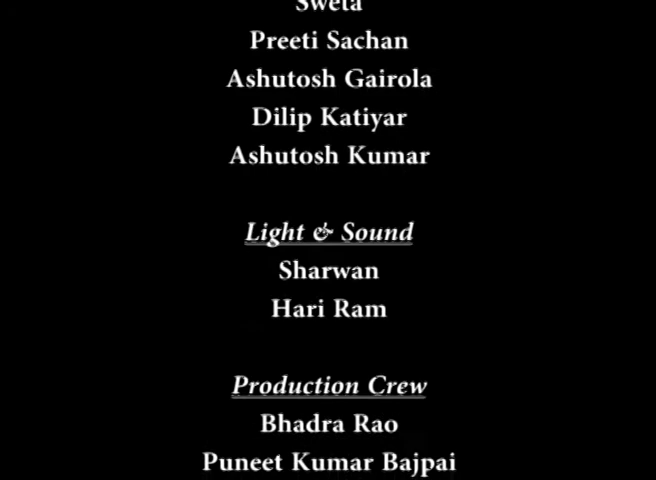 Sweta
Preeti Sachan
Ashutosh Gairola
Dilip Katiyar
Ashutosh Kumar
Light & Sound
Sharwan
Hari Ram
Production Crew
Bhadra Rao
Puneet Kumar Bajpai